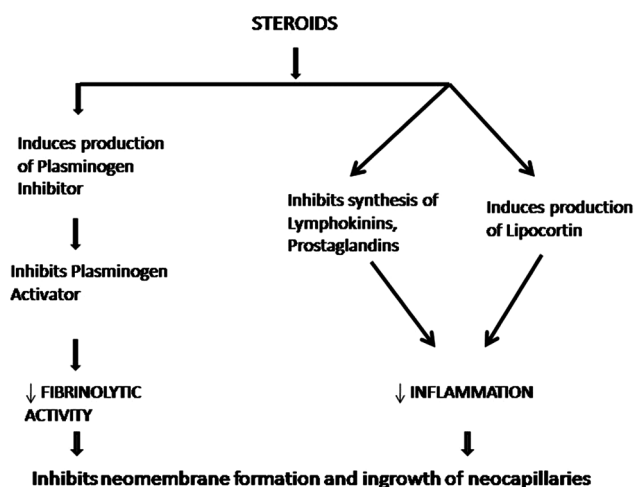 STEROIDS
Induces production
of Plasminogen
Inhibitor
Inhibits Plasminogen
Activator
↓ FIBRINOLYTIC
ACTIVITY
Inhibits synthesis of
Lymphokinins,
Prostaglandins
Induces production
of Lipocortin
↓ INFLAMMATION
Inhibits neomembrane formation and ingrowth of neocapillaries